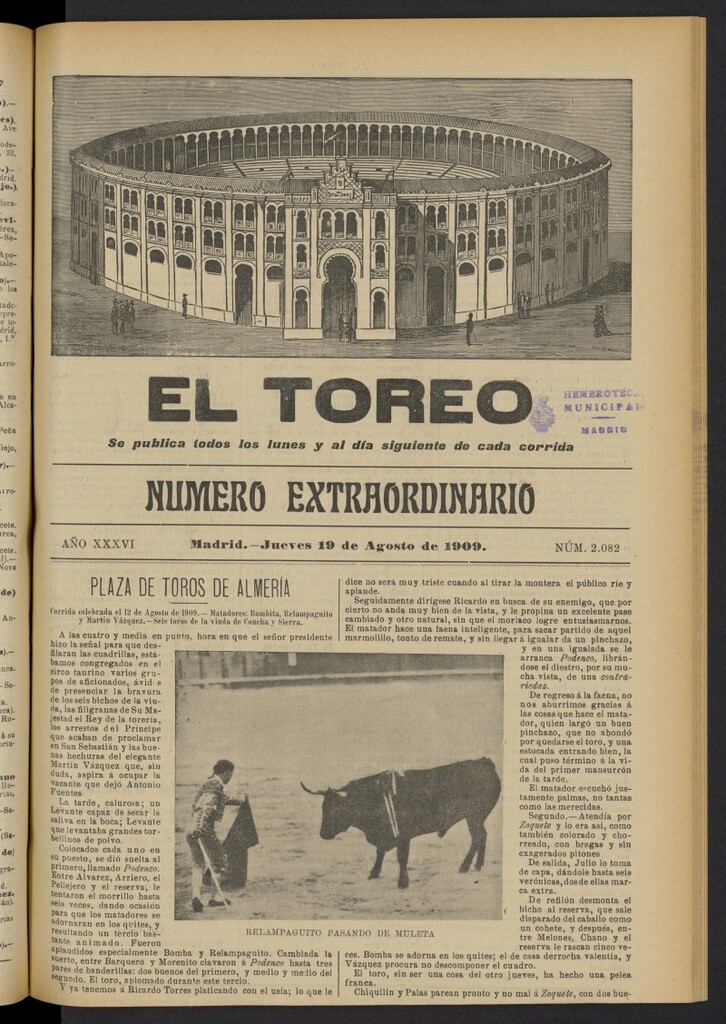 EL TOREO
HEMEROTECA
MUNICIPAL
MADRID
Se publica todos los lunes y al día siguiente de cada corrida
NUMERO EXTRAORDINARIO
AÑO XXXVI
Madrid.—Jueves 19 de Agosto de 1909.
NÚM. 2.082
PLAZA DE TOROS DE ALMERÍA
Corrida celebrada el 12 de Agosto de 1909.—Matadores: Bombita, Relampaguito
y Martín Vázquez.—Seis toros de la viuda de Concha y Sierra.
A las cuatro y media en punto, hora en que el señor presidente
hizo la señal para que des-
filaran las cuadrillas, está-
bamos congregados en el
circo taurino varios gru-
pos de aficionados, ávidos
de presenciar la bravura
de los seis bichos de la viu-
da, las filigranas de Su Ma-
jestad el Rey de la torería,
los arrestos del Príncipe
que acaban de proclamar
en San Sebastián y las bue-
nas hechuras del elegante
Martín Vázquez que, sin
duda, aspira á ocupar la
vacante que dejó Antonio
Fuentes.
La tarde, calurosa; un
Levante capaz de secar la
saliva en la boca; Levante
que levantaba grandes tor-
bellinos de polvo.
Colocados cada uno en
su puesto, se dió suelta al
primero, llamado Podenco.
Entre Alvarez, Arriero, el
Pellejero y el reserva, le
tentaron el morrillo hasta
seis veces, dando ocasión
para que los matadores se
adornaran en los quites, y
resultando un tercio bas-
tante animado. Fueron
aplaudidos especialmente Bomba y Relampaguito. Cambiada la
suerte, entre Barquero y Morenito clavaron á Podenco hasta tres
pares de banderillas: dos buenos del primero, y medio y medio del
segundo. El toro, aplomado durante este tercio.
Y ya tenemos á Ricardo Torres platicando con el usía; lo que le
RELAMPAGUITO PASANDO DE MULETA
dice no será muy triste cuando al tirar la montera el público ríe y
aplaude.
Seguidamente dirígese Ricardo en busca de su enemigo, que por
cierto no anda muy bien de la vista, y le propina un excelente pase
cambiado y otro natural, sin que el morlaco logre entusiasmarnos.
El matador hace una faena inteligente, para sacar partido de aquel
marmolillo, tonto de remate, y sin llegar á igualar da un pinchazo,
y en una igualada se le
arranca Podenco, librán-
dose el diestro, por su mu-
cha vista, de una contra-
riedaz.
De regreso á la faena, no
nos aburrimos gracias á
las cosas que hace el mata-
dor, quien largó un buen
pinchazo, que no ahondó
por quedarse el toro, y una
estocada entrando bien, la
cual puso término á la vi-
da del primer mansurrón
de la tarde.
El matador escuchó jus-
tamente palmas, no tantas
como las merecidas.
Segundo.—Atendía por
Zoquete y lo era así, como
también colorado y cho-
rreado, con bragas y sin
exagerados pitones
De salida, Julio lo toma
de capa, dándole hasta seis
verónicas, dos de ellas mar-
ca extra.
De refilón desmonta el
bicho al reserva, que sale
disparado del caballo como
un cohete, y después, en-
tre Melones, Chano y el
reserva le rascan cinco ve-
ces. Bomba se adorna en los quites; el de casa derrocha valentía, y
Vázquez procura no descomponer el cuadro.
El toro, sin ser una cosa del otro jueves, ha hecho una pelea
franca.
Chiquilín y Palas parean pronto y no mal á Zoquete, con dos bue-